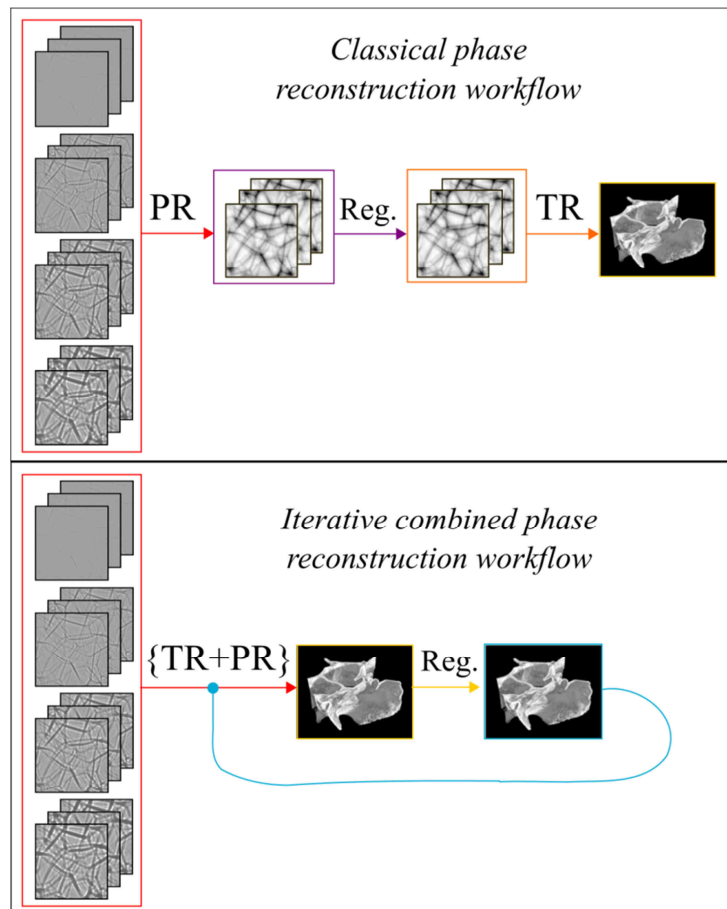 Classical phase
reconstruction workflow
PR
Reg.
TR
Iterative combined phase
reconstruction workflow
{TR+PR}
Reg.